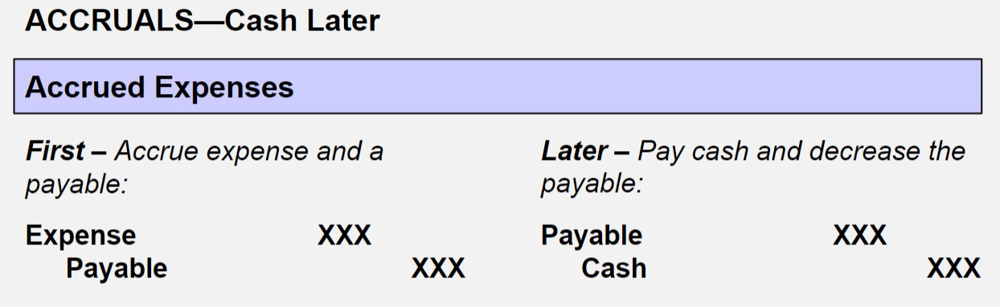 ACCRUALS—Cash Later
Accrued Expenses
First – Accrue expense and a
payable:
Expense XXX
Payable XXX
Later – Pay cash and decrease the
payable:
Payable XXX
Cash XXX